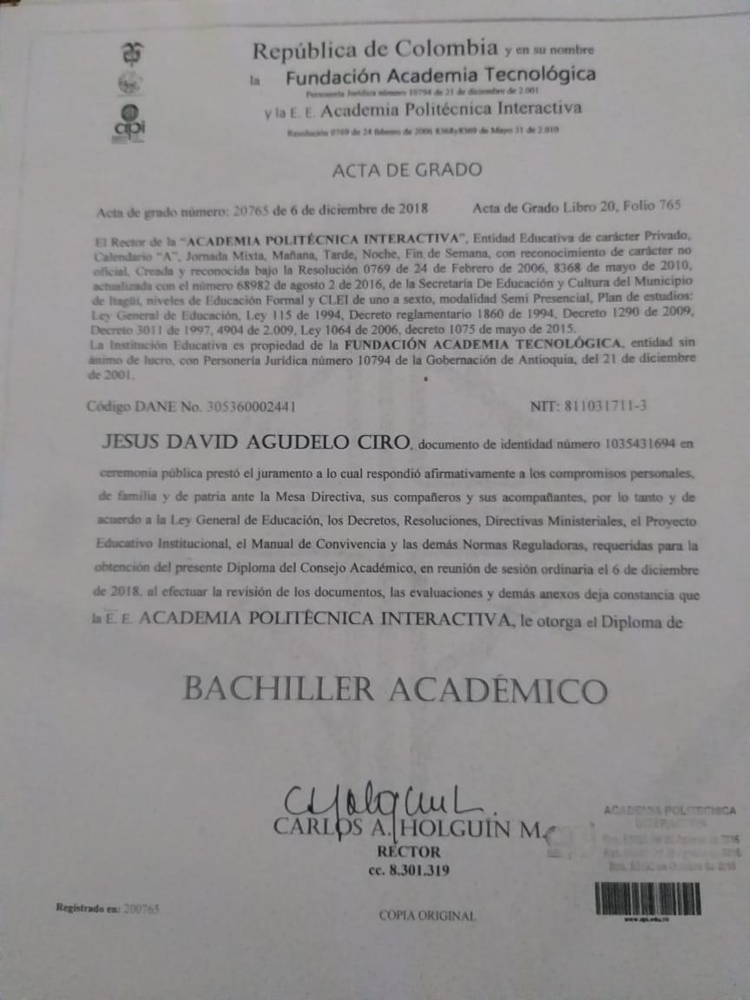 República de Colombia y en su nombre
la Fundación Academia Tecnológica
Personería Jurídica número 10794 de 21 de diciembre de 2.001
y la E. E. Academia Politécnica Interactiva
Resolución 0769 de 24 febrero de 2006 8368y8369 de Mayo 31 de 2.010
api
ACTA DE GRADO
Acta de grado número: 20765 de 6 de diciembre de 2018 Acta de Grado Libro 20, Folio 765
El Rector de la “ACADEMIA POLITÉCNICA INTERACTIVA”, Entidad Educativa de carácter Privado,
Calendario “A”, Jornada Mixta, Mañana, Tarde, Noche, Fin de Semana, con reconocimiento de carácter no
oficial, Creada y reconocida bajo la Resolución 0769 de 24 de Febrero de 2006, 8368 de mayo de 2010,
actualizada con el número 68982 de agosto 2 de 2016, de la Secretaría De Educación y Cultura del Municipio
de Itagüí, niveles de Educación Formal y CLEI de uno a sexto, modalidad Semi Presencial, Plan de estudios:
Ley General de Educación, Ley 115 de 1994, Decreto reglamentario 1860 de 1994, Decreto 1290 de 2009,
Decreto 3011 de 1997, 4904 de 2.009, Ley 1064 de 2006, decreto 1075 de mayo de 2015.
La Institución Educativa es propiedad de la FUNDACIÓN ACADEMIA TECNOLÓGICA, entidad sin
ánimo de lucro, con Personería Jurídica número 10794 de la Gobernación de Antioquia, del 21 de diciembre
de 2001.
Código DANE No. 305360002441 NIT: 811031711-3
JESUS DAVID AGUDELO CIRO, documento de identidad número 1035431694 en
ceremonia pública prestó el juramento a lo cual respondió afirmativamente a los compromisos personales,
de familia y de patria ante la Mesa Directiva, sus compañeros y sus acompañantes, por lo tanto y de
acuerdo a la Ley General de Educación, los Decretos, Resoluciones, Directivas Ministeriales, el Proyecto
Educativo Institucional, el Manual de Convivencia y las demás Normas Reguladoras, requeridas para la
obtención del presente Diploma del Consejo Académico, en reunión de sesión ordinaria el 6 de diciembre
de 2018, al efectuar la revisión de los documentos, las evaluaciones y demás anexos deja constancia que
la E. E. ACADEMIA POLITÉCNICA INTERACTIVA, le otorga el Diploma de
BACHILLER ACADÉMICO
CARLOS A. HOLGUÍN M.
RECTOR
cc. 8.301.319
ACADEMIA POLITECNICA
INTERACTIVA
Registrado en: 200765
COPIA ORIGINAL
www.api.edu.co